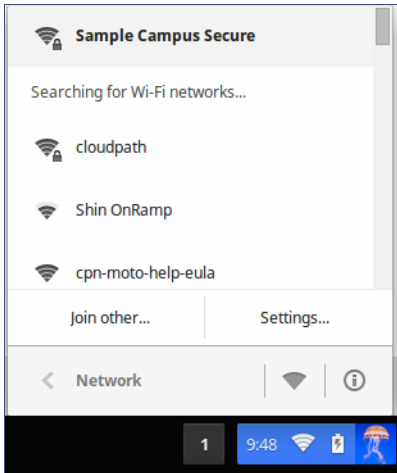 Sample Campus Secure
Searching for Wi-Fi networks...
cloudpath
Shin OnRamp
cpn-moto-help-eula
Join other... Settings...
Network
1 9:48